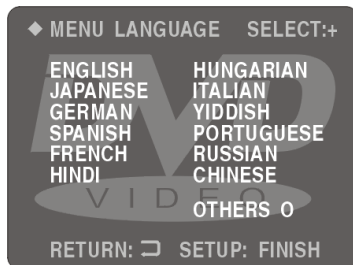 ◆ MENU LANGUAGE SELECT:+
ENGLISH HUNGARIAN
JAPANESE ITALIAN
GERMAN YIDDISH
SPANISH PORTUGUESE
FRENCH RUSSIAN
HINDI CHINESE
OTHERS O
DVD
VIDEO
RETURN: ⊃ SETUP: FINISH